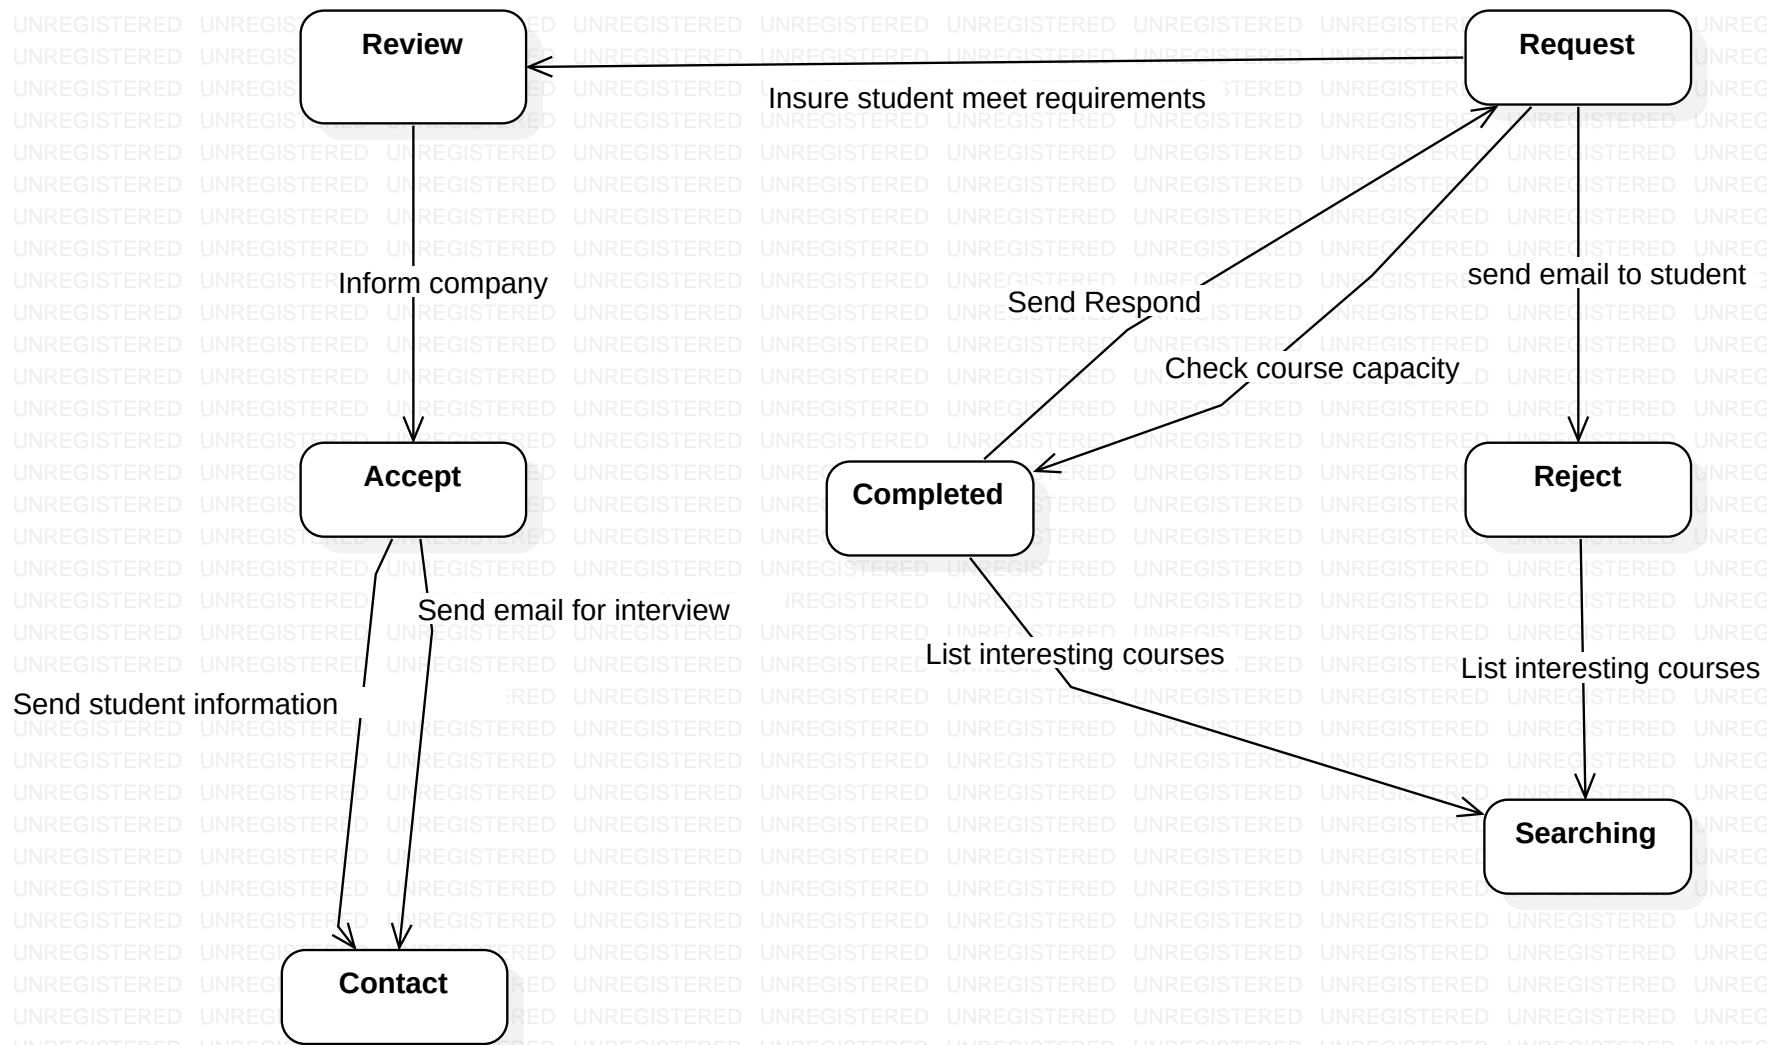 Review
Request
Insure student meet requirements
Inform company
send email to student
Send Respond
Check course capacity
Accept
Completed
Reject
Send email for interview
List interesting courses
List interesting courses
Send student information
Searching
Contact
UNREGISTERED